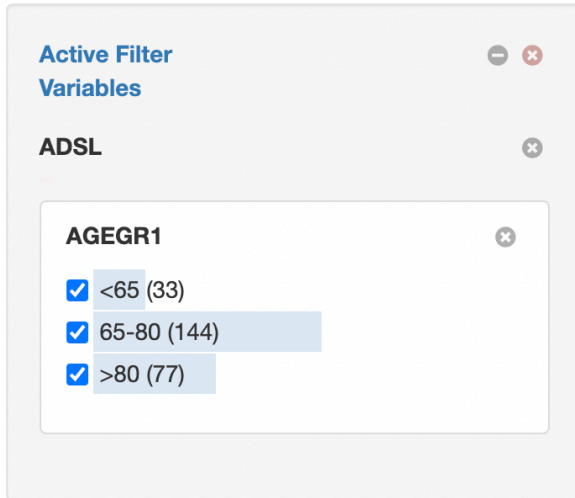 Active Filter
Variables
ADSL
AGEGR1
<65 (33)
65-80 (144)
>80 (77)